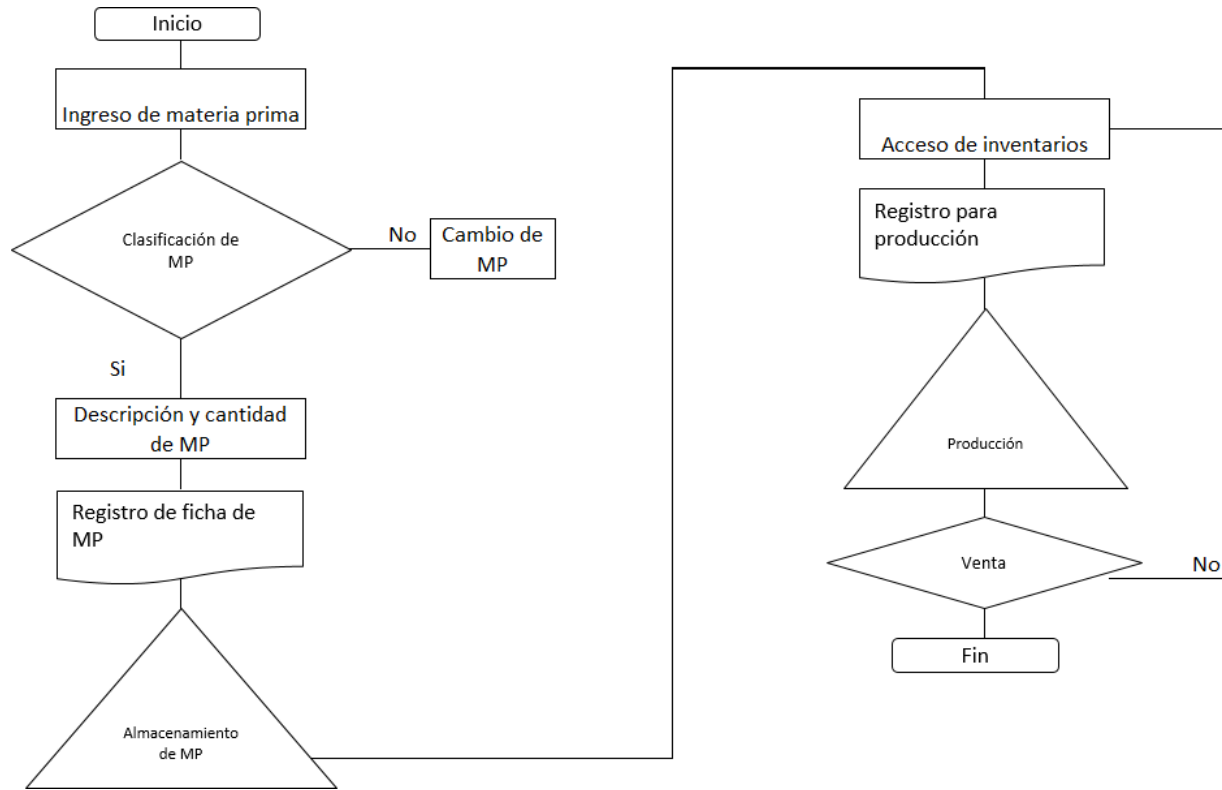 Inicio
Ingreso de materia prima
Clasificación de
MP
No
Cambio de
MP
Si
Descripción y cantidad
de MP
Registro de ficha de
MP
Almacenamiento
de MP
Acceso de inventarios
Registro para
producción
Producción
Venta
No
Fin